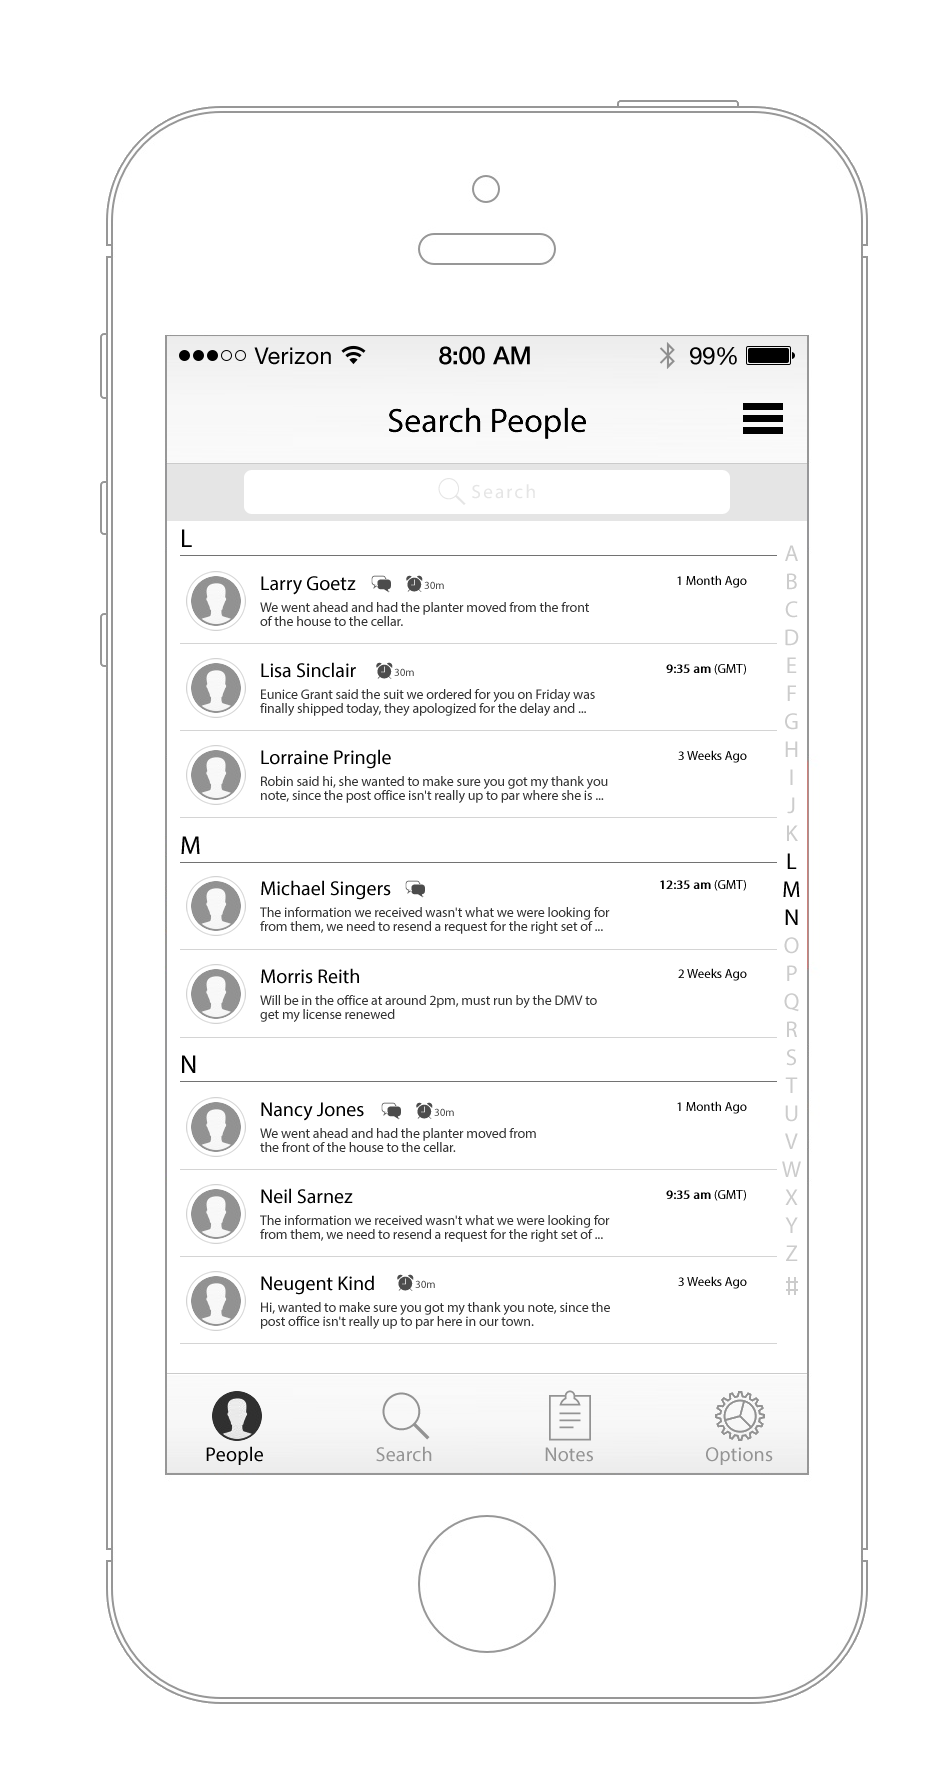 Verizon 8:00 AM 99%
Search People
Search
L
Larry Goetz 30m 1 Month Ago
We went ahead and had the planter moved from the front
of the house to the cellar.
Lisa Sinclair 30m 9:35 am (GMT)
Eunice Grant said the suit we ordered for you on Friday was
finally shipped today, they apologized for the delay and ...
Lorraine Pringle 3 Weeks Ago
Robin said hi, she wanted to make sure you got my thank you
note, since the post office isn't really up to par where she is ...
M
Michael Singers 12:35 am (GMT)
The information we received wasn't what we were looking for
from them, we need to resend a request for the right set of ...
Morris Reith 2 Weeks Ago
Will be in the office at around 2pm, must run by the DMV to
get my license renewed
N
Nancy Jones 30m 1 Month Ago
We went ahead and had the planter moved from
the front of the house to the cellar.
Neil Sarnez 9:35 am (GMT)
The information we received wasn't what we were looking for
from them, we need to resend a request for the right set of ...
Neugent Kind 30m 3 Weeks Ago
Hi, wanted to make sure you got my thank you note, since the
post office isn't really up to par here in our town.
A
B
C
D
E
F
G
H
I
J
K
L
M
N
O
P
Q
R
S
T
U
V
W
X
Y
Z
#
People Search Notes Options